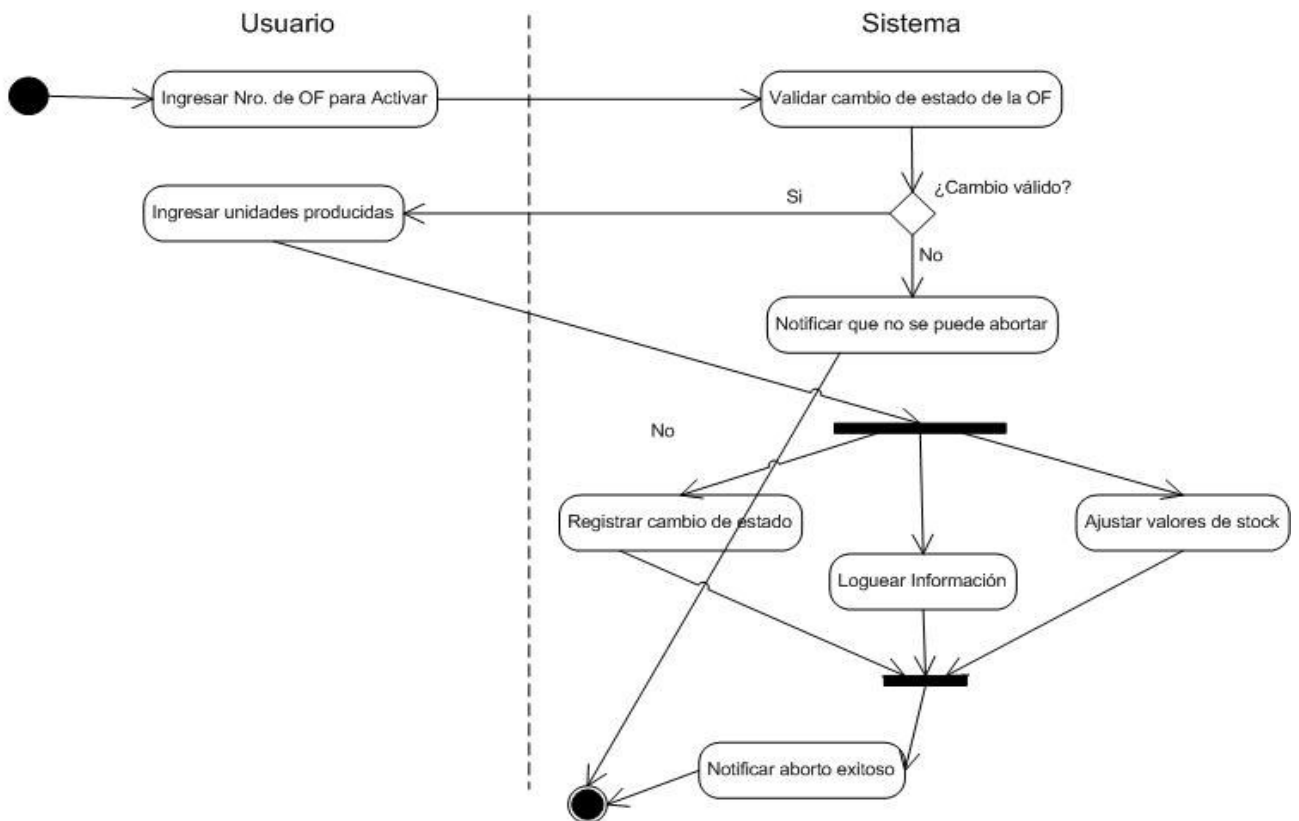 Usuario
Sistema
Ingresar Nro. de OF para Activar
Validar cambio de estado de la OF
¿Cambio válido?
Si
Ingresar unidades producidas
No
Notificar que no se puede abortar
No
Registrar cambio de estado
Ajustar valores de stock
Loguear Información
Notificar aborto exitoso